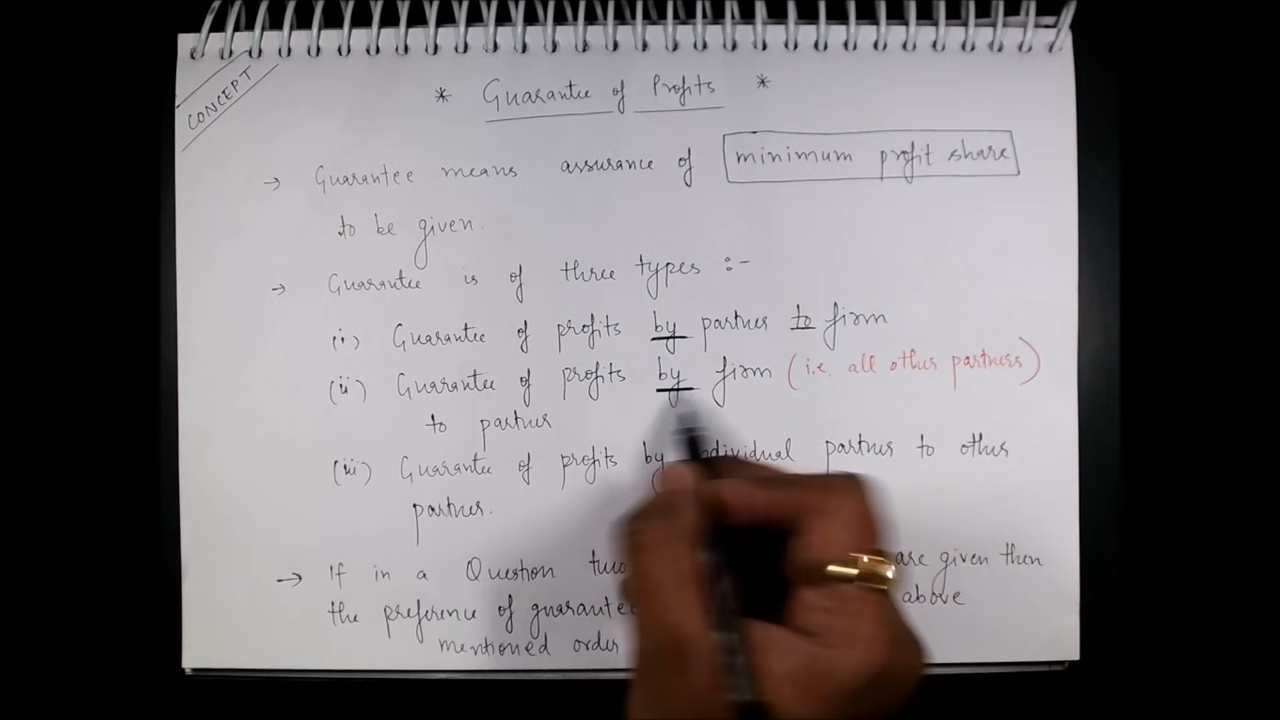 CONCEPT
* Guarantee of Profits *
→ Guarantee means assurance of minimum profit share
to be given.
→ Guarantee is of three types :-
(i) Guarantee of profits by partner to firm
(ii) Guarantee of profits by firm (i.e. all other partners)
to partner
(iii) Guarantee of profits by individual partner to other
partner.
→ If in a Question two are given then
the preference of guarantee above
mentioned order